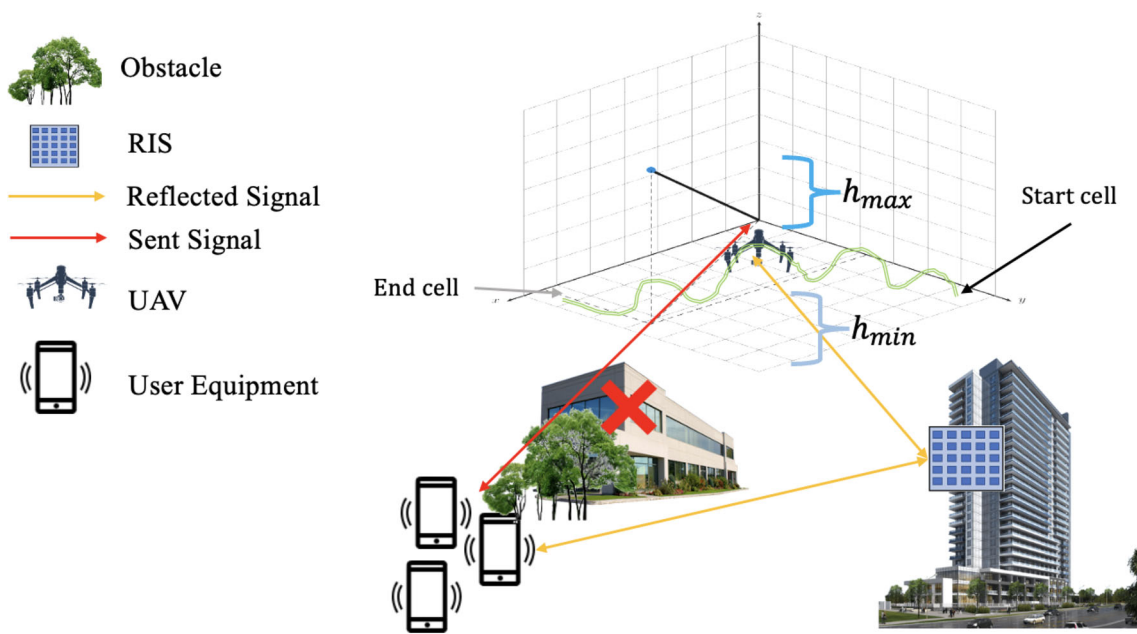 Obstacle
RIS
Reflected Signal
Sent Signal
UAV
User Equipment
z
h_max
Start cell
End cell
x
y
h_min